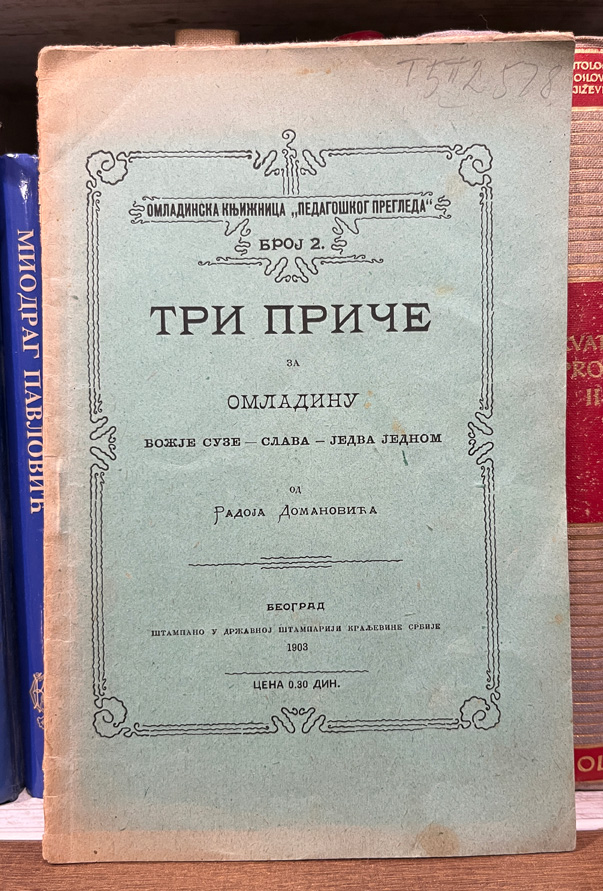 ОМЛАДИНСКА КЊИЖНИЦА „ПЕДАГОШКОГ ПРЕГЛЕДА“
БРОЈ 2.
ТРИ ПРИЧЕ
ЗА
ОМЛАДИНУ
БОЖЈЕ СУЗЕ — СЛАВА — ЈЕДВА ЈЕДНОМ
ОД
РАДОЈА ДОМАНОВИЋА
БЕОГРАД
ШТАМПАНО У ДРЖАВНОЈ ШТАМПАРИЈИ КРАЉЕВИНЕ СРБИЈЕ
1903
ЦЕНА 0.30 ДИН.
МИОДРАГ ПАВЛОВИЋ